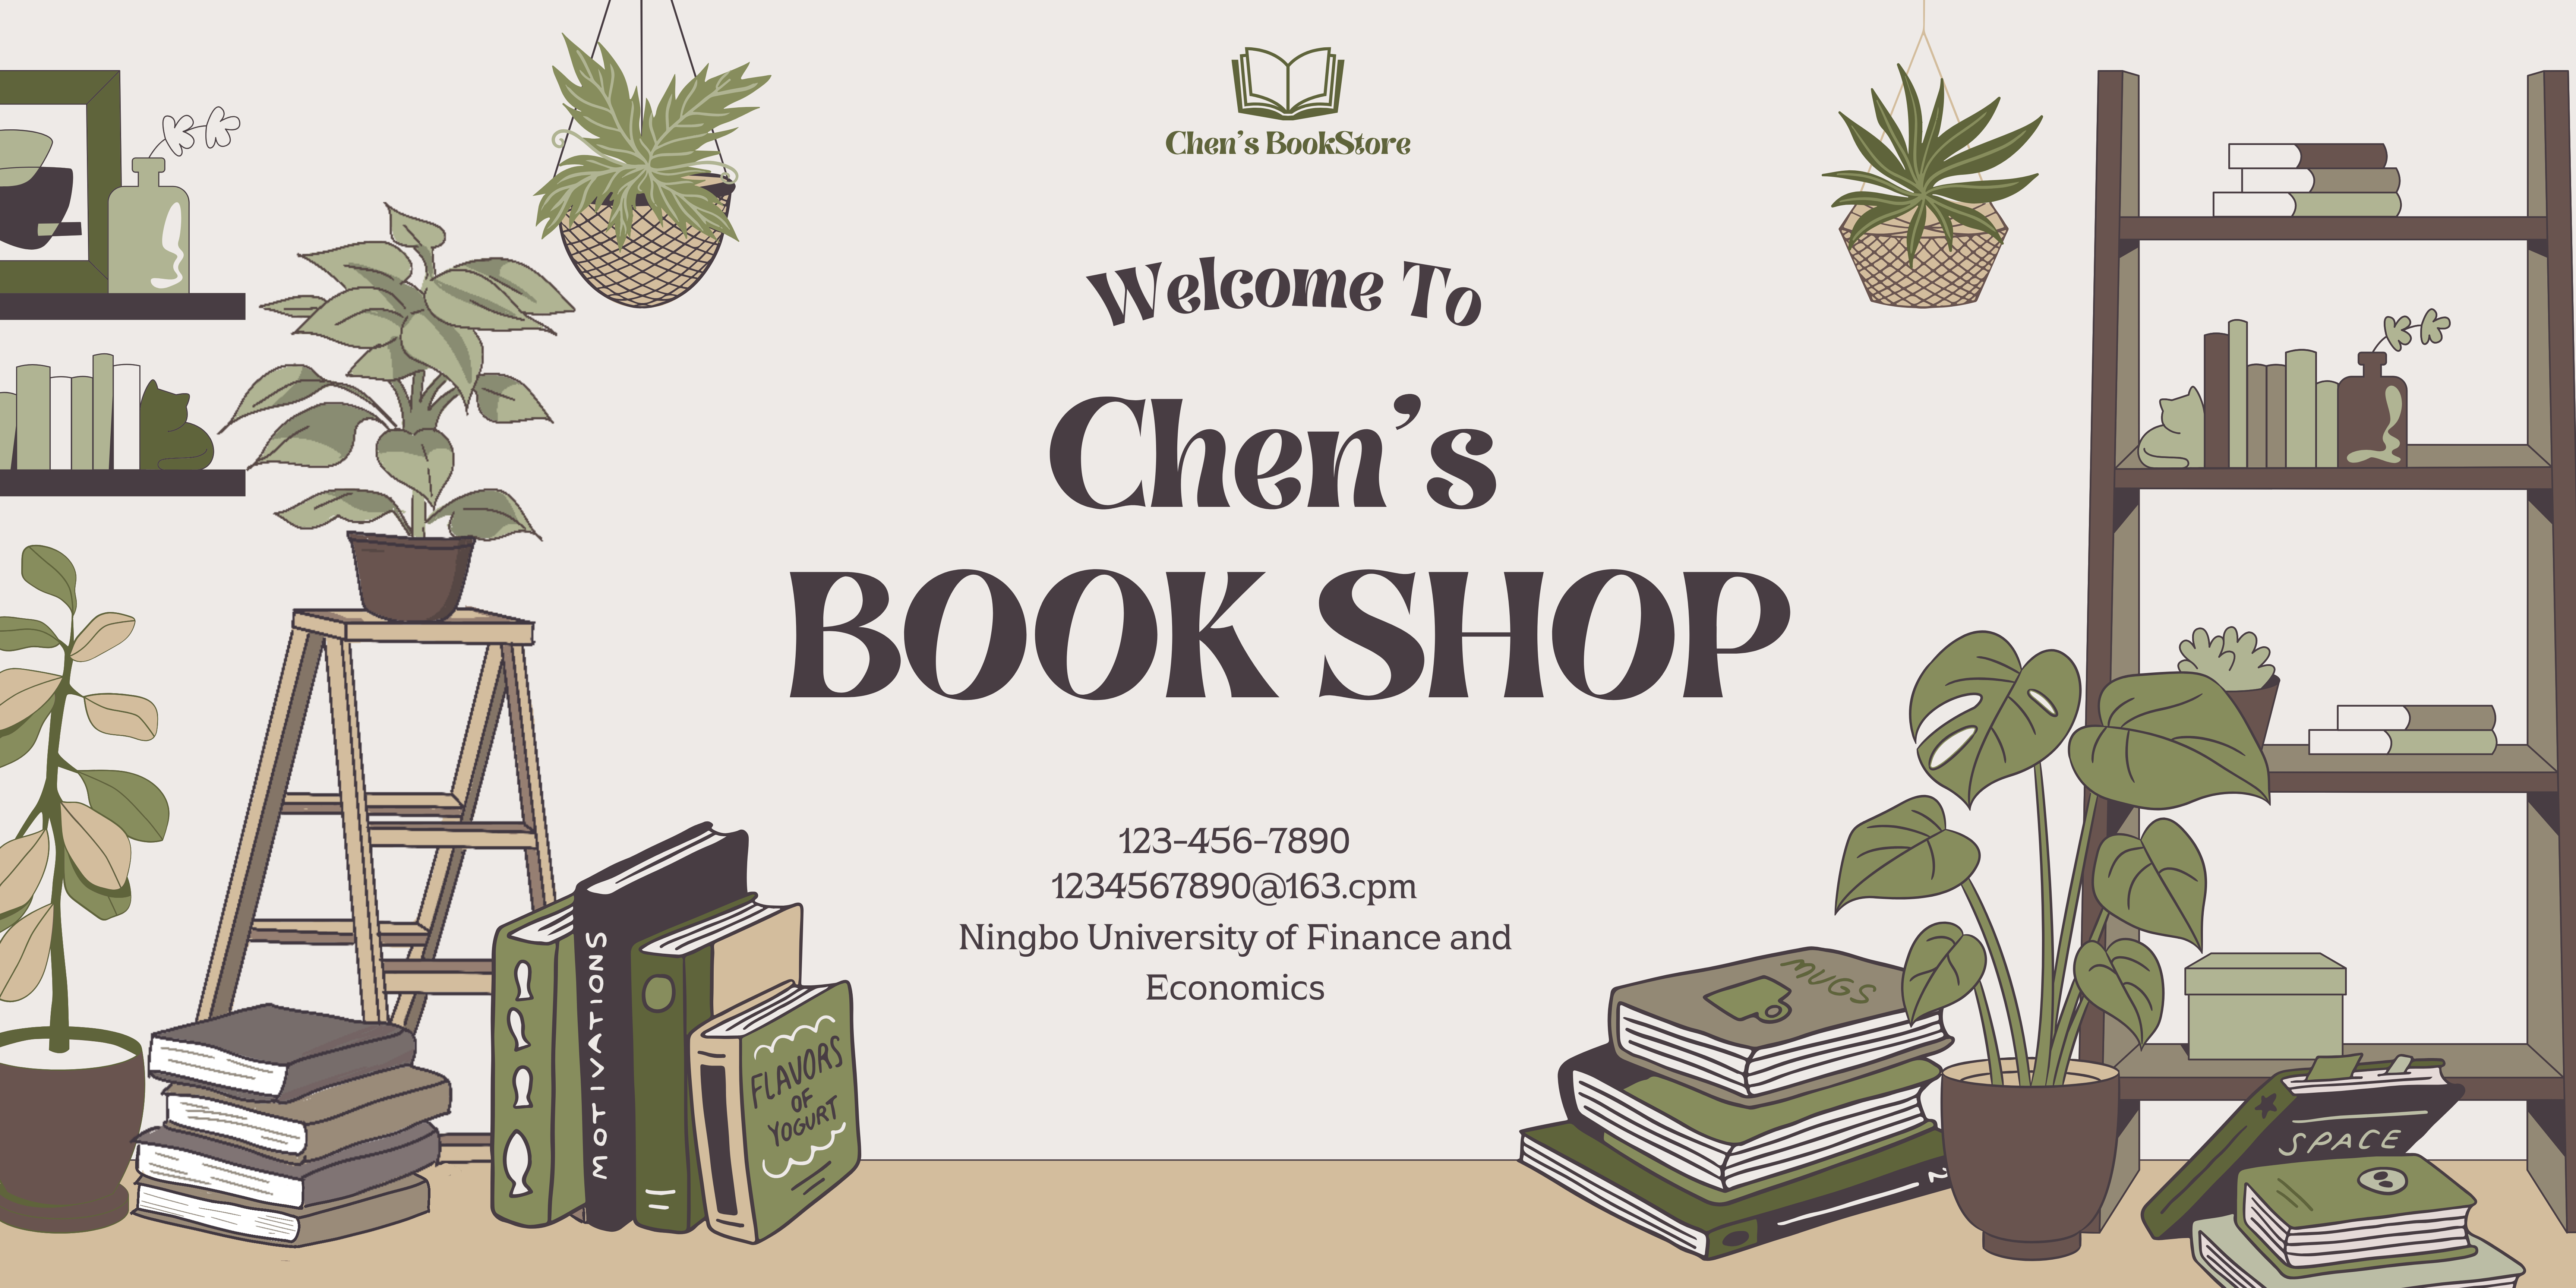 Chen's BookStore
Welcome To
Chen's
BOOK SHOP
123-456-7890
1234567890@163.cpm
Ningbo University of Finance and
Economics
MOTIVATIONS
FLAVORS
OF
YOGURT
MUGS
SPACE